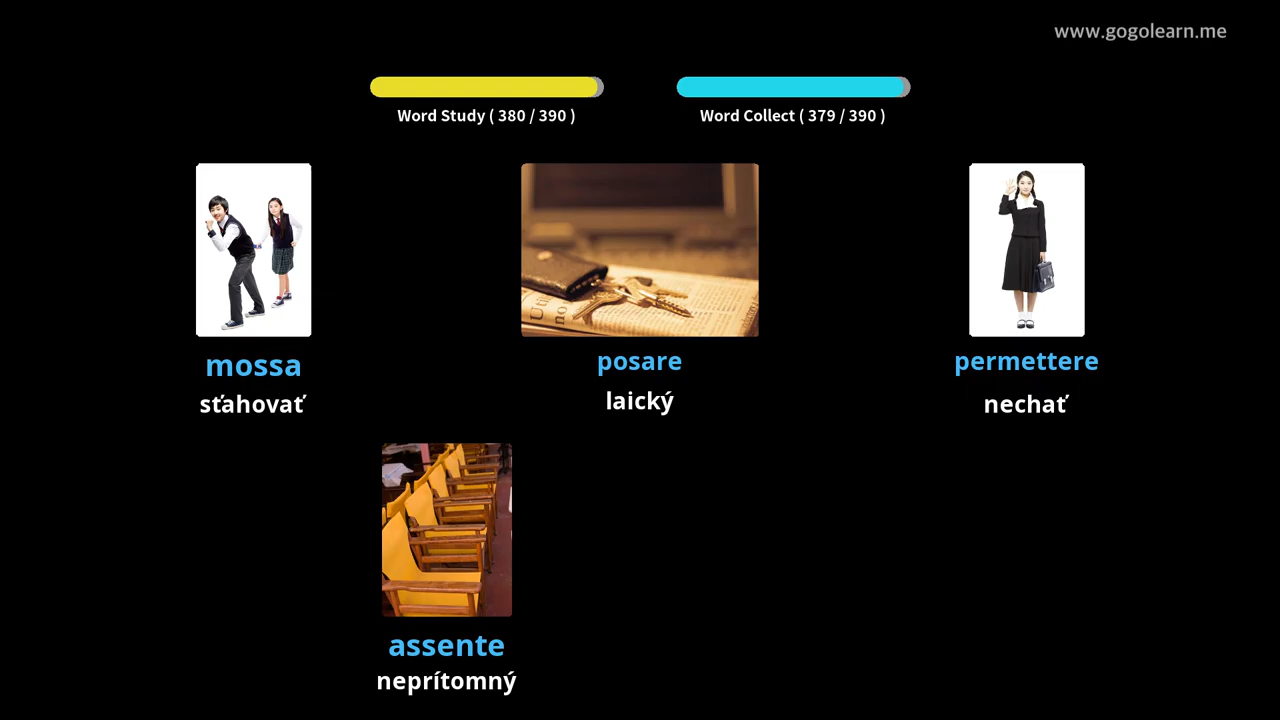 www.gogolearn.me
Word Study ( 380 / 390 )
Word Collect ( 379 / 390 )
mossa
sťahovať
posare
laický
permettere
nechať
assente
neprítomný